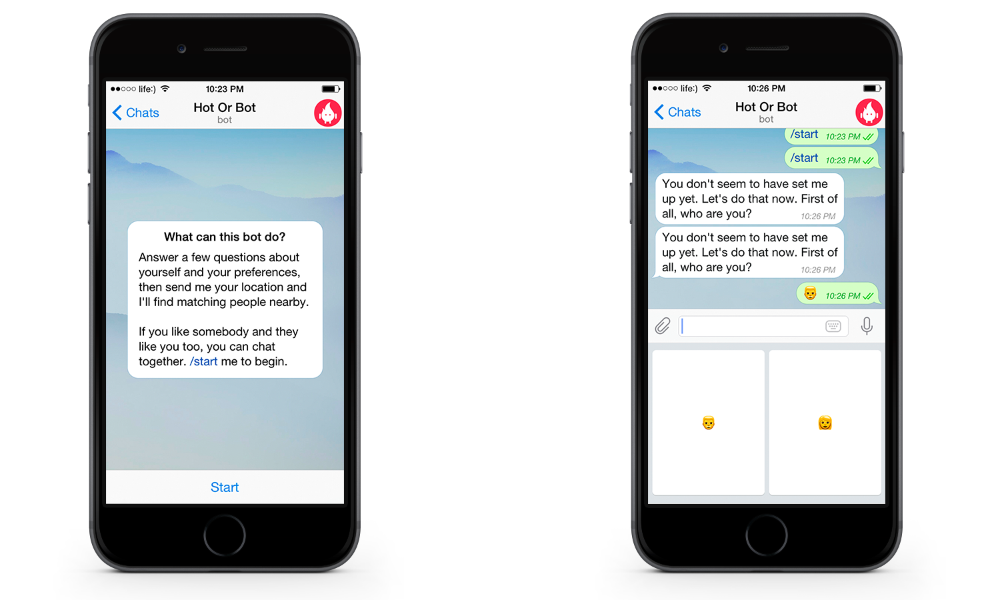 life:) 10:23 PM
Chats
Hot Or Bot
bot
What can this bot do?
Answer a few questions about
yourself and your preferences,
then send me your location and
I'll find matching people nearby.
If you like somebody and they
like you too, you can chat
together. /start me to begin.
Start
life:) 10:26 PM
Chats
Hot Or Bot
bot
/start 10:23 PM
/start 10:23 PM
You don't seem to have set me
up yet. Let's do that now. First of
all, who are you? 10:26 PM
You don't seem to have set me
up yet. Let's do that now. First of
all, who are you? 10:26 PM
10:26 PM